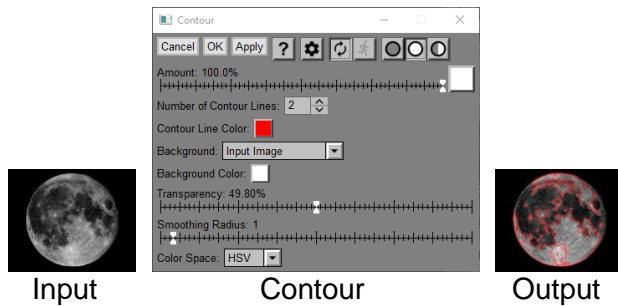 Contour
Cancel OK Apply ?
Amount: 100.0%
Number of Contour Lines: 2
Contour Line Color:
Background: Input Image
Background Color:
Transparency: 49.80%
Smoothing Radius: 1
Color Space: HSV
Input Contour Output